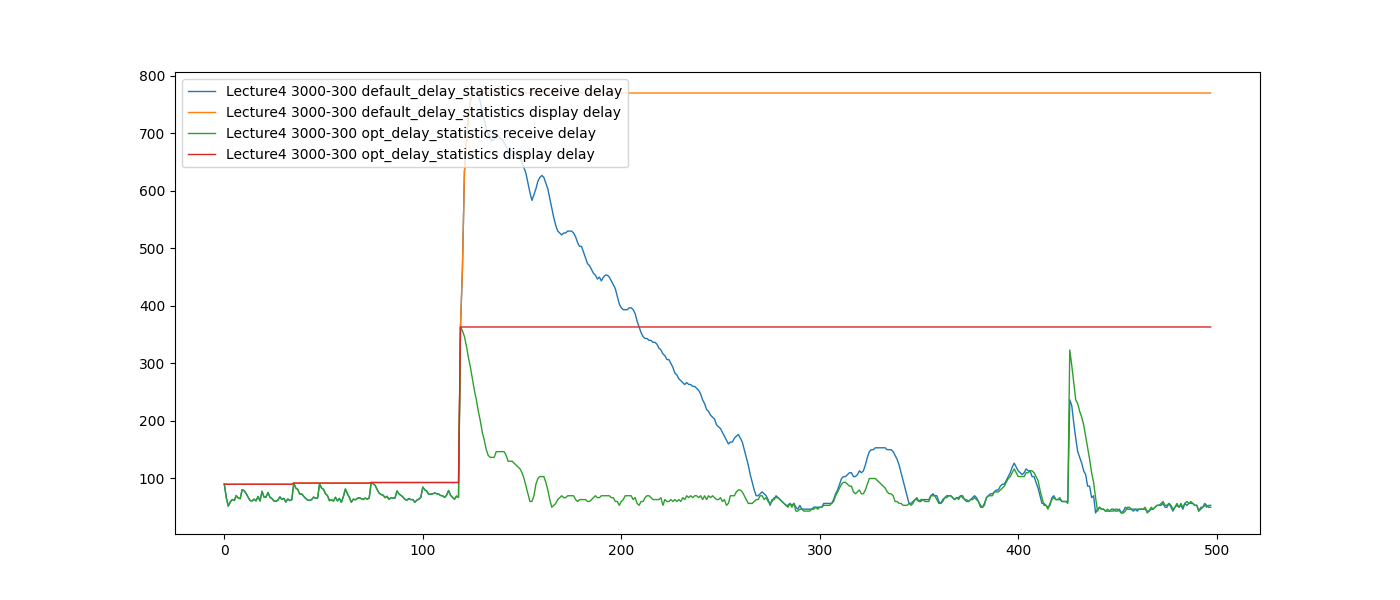 800
700
600
500
400
300
200
100
Lecture4 3000-300 default_delay_statistics receive delay
Lecture4 3000-300 default_delay_statistics display delay
Lecture4 3000-300 opt_delay_statistics receive delay
Lecture4 3000-300 opt_delay_statistics display delay
0 100 200 300 400 500